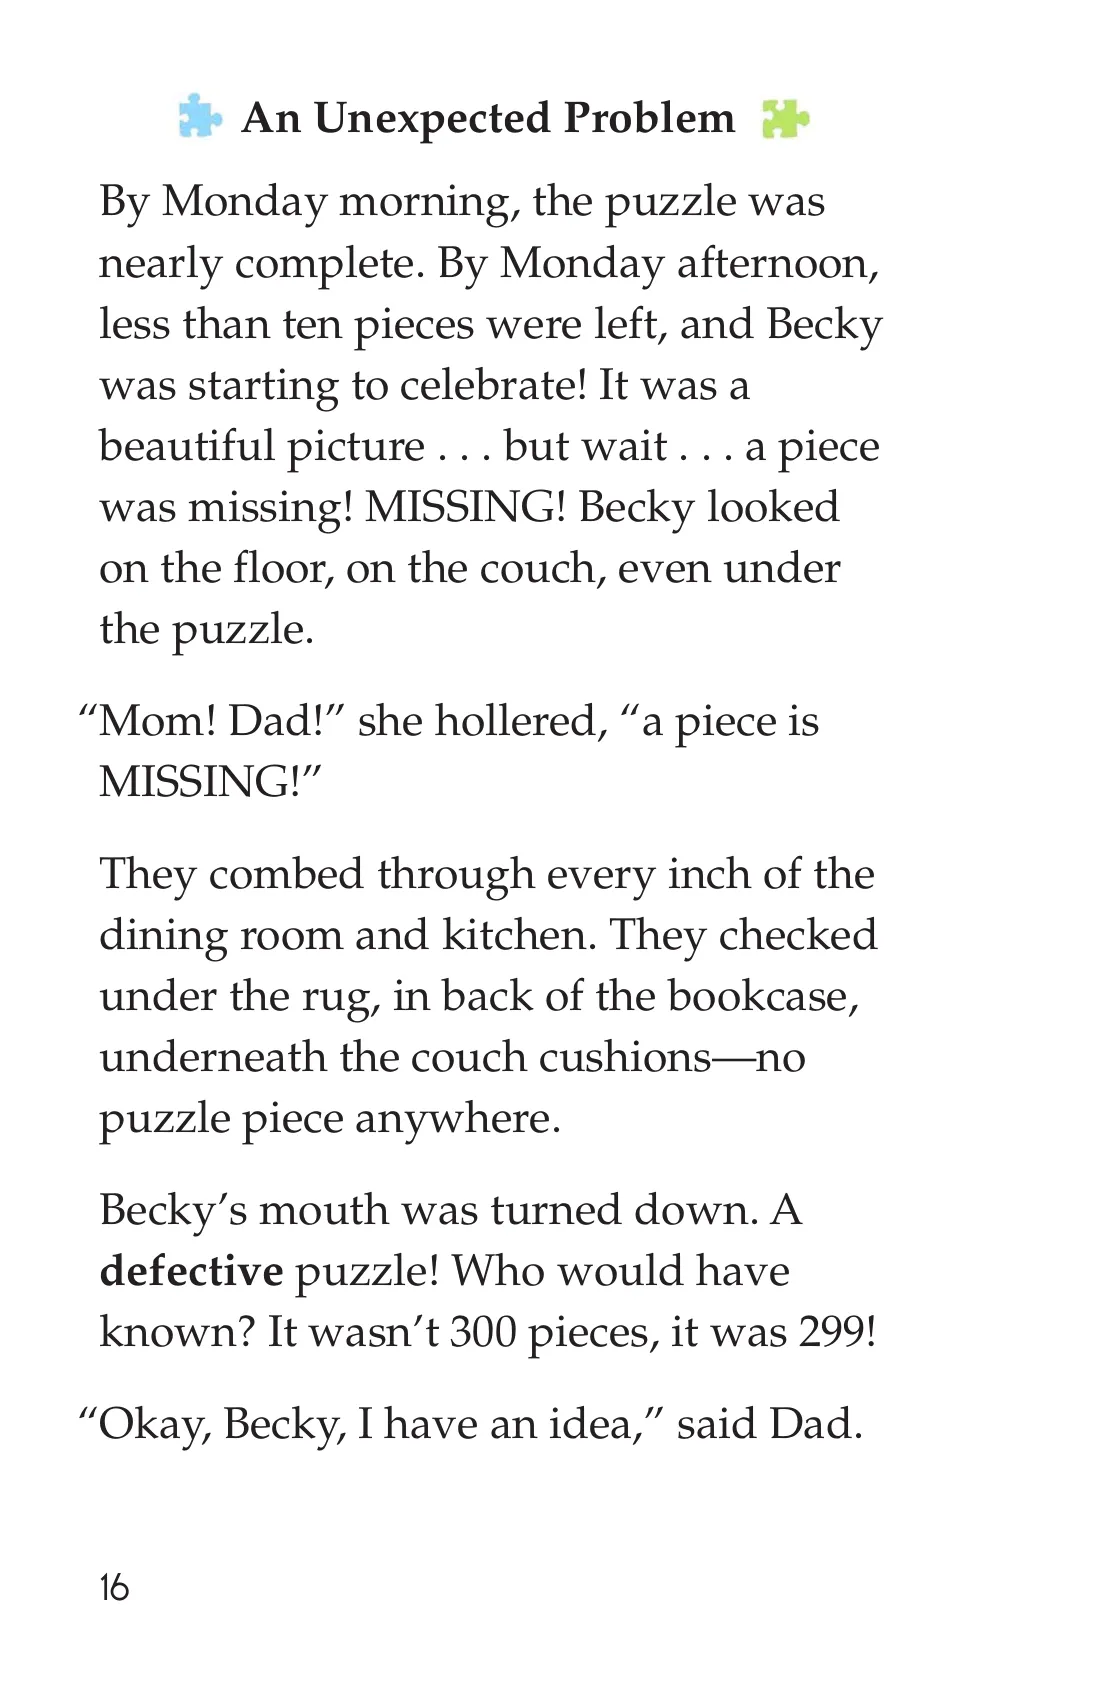 An Unexpected Problem
By Monday morning, the puzzle was
nearly complete. By Monday afternoon,
less than ten pieces were left, and Becky
was starting to celebrate! It was a
beautiful picture . . . but wait . . . a piece
was missing! MISSING! Becky looked
on the floor, on the couch, even under
the puzzle.
“Mom! Dad!” she hollered, “a piece is
MISSING!”
They combed through every inch of the
dining room and kitchen. They checked
under the rug, in back of the bookcase,
underneath the couch cushions—no
puzzle piece anywhere.
Becky’s mouth was turned down. A
defective puzzle! Who would have
known? It wasn’t 300 pieces, it was 299!
“Okay, Becky, I have an idea,” said Dad.
16